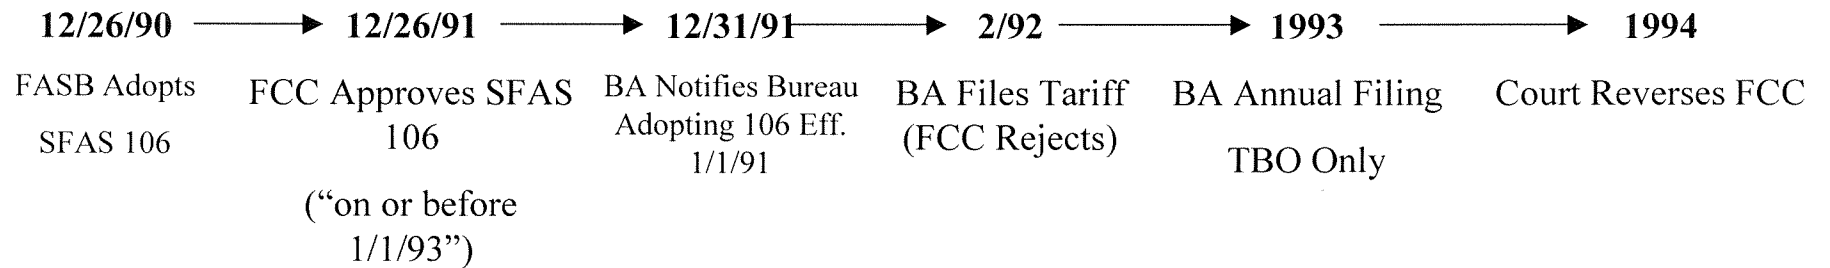 12/26/90 12/26/91 12/31/91 2/92 1993 1994
FASB Adopts
SFAS 106
FCC Approves SFAS
106
(“on or before
1/1/93”)
BA Notifies Bureau
Adopting 106 Eff.
1/1/91
BA Files Tariff
(FCC Rejects)
BA Annual Filing
TBO Only
Court Reverses FCC